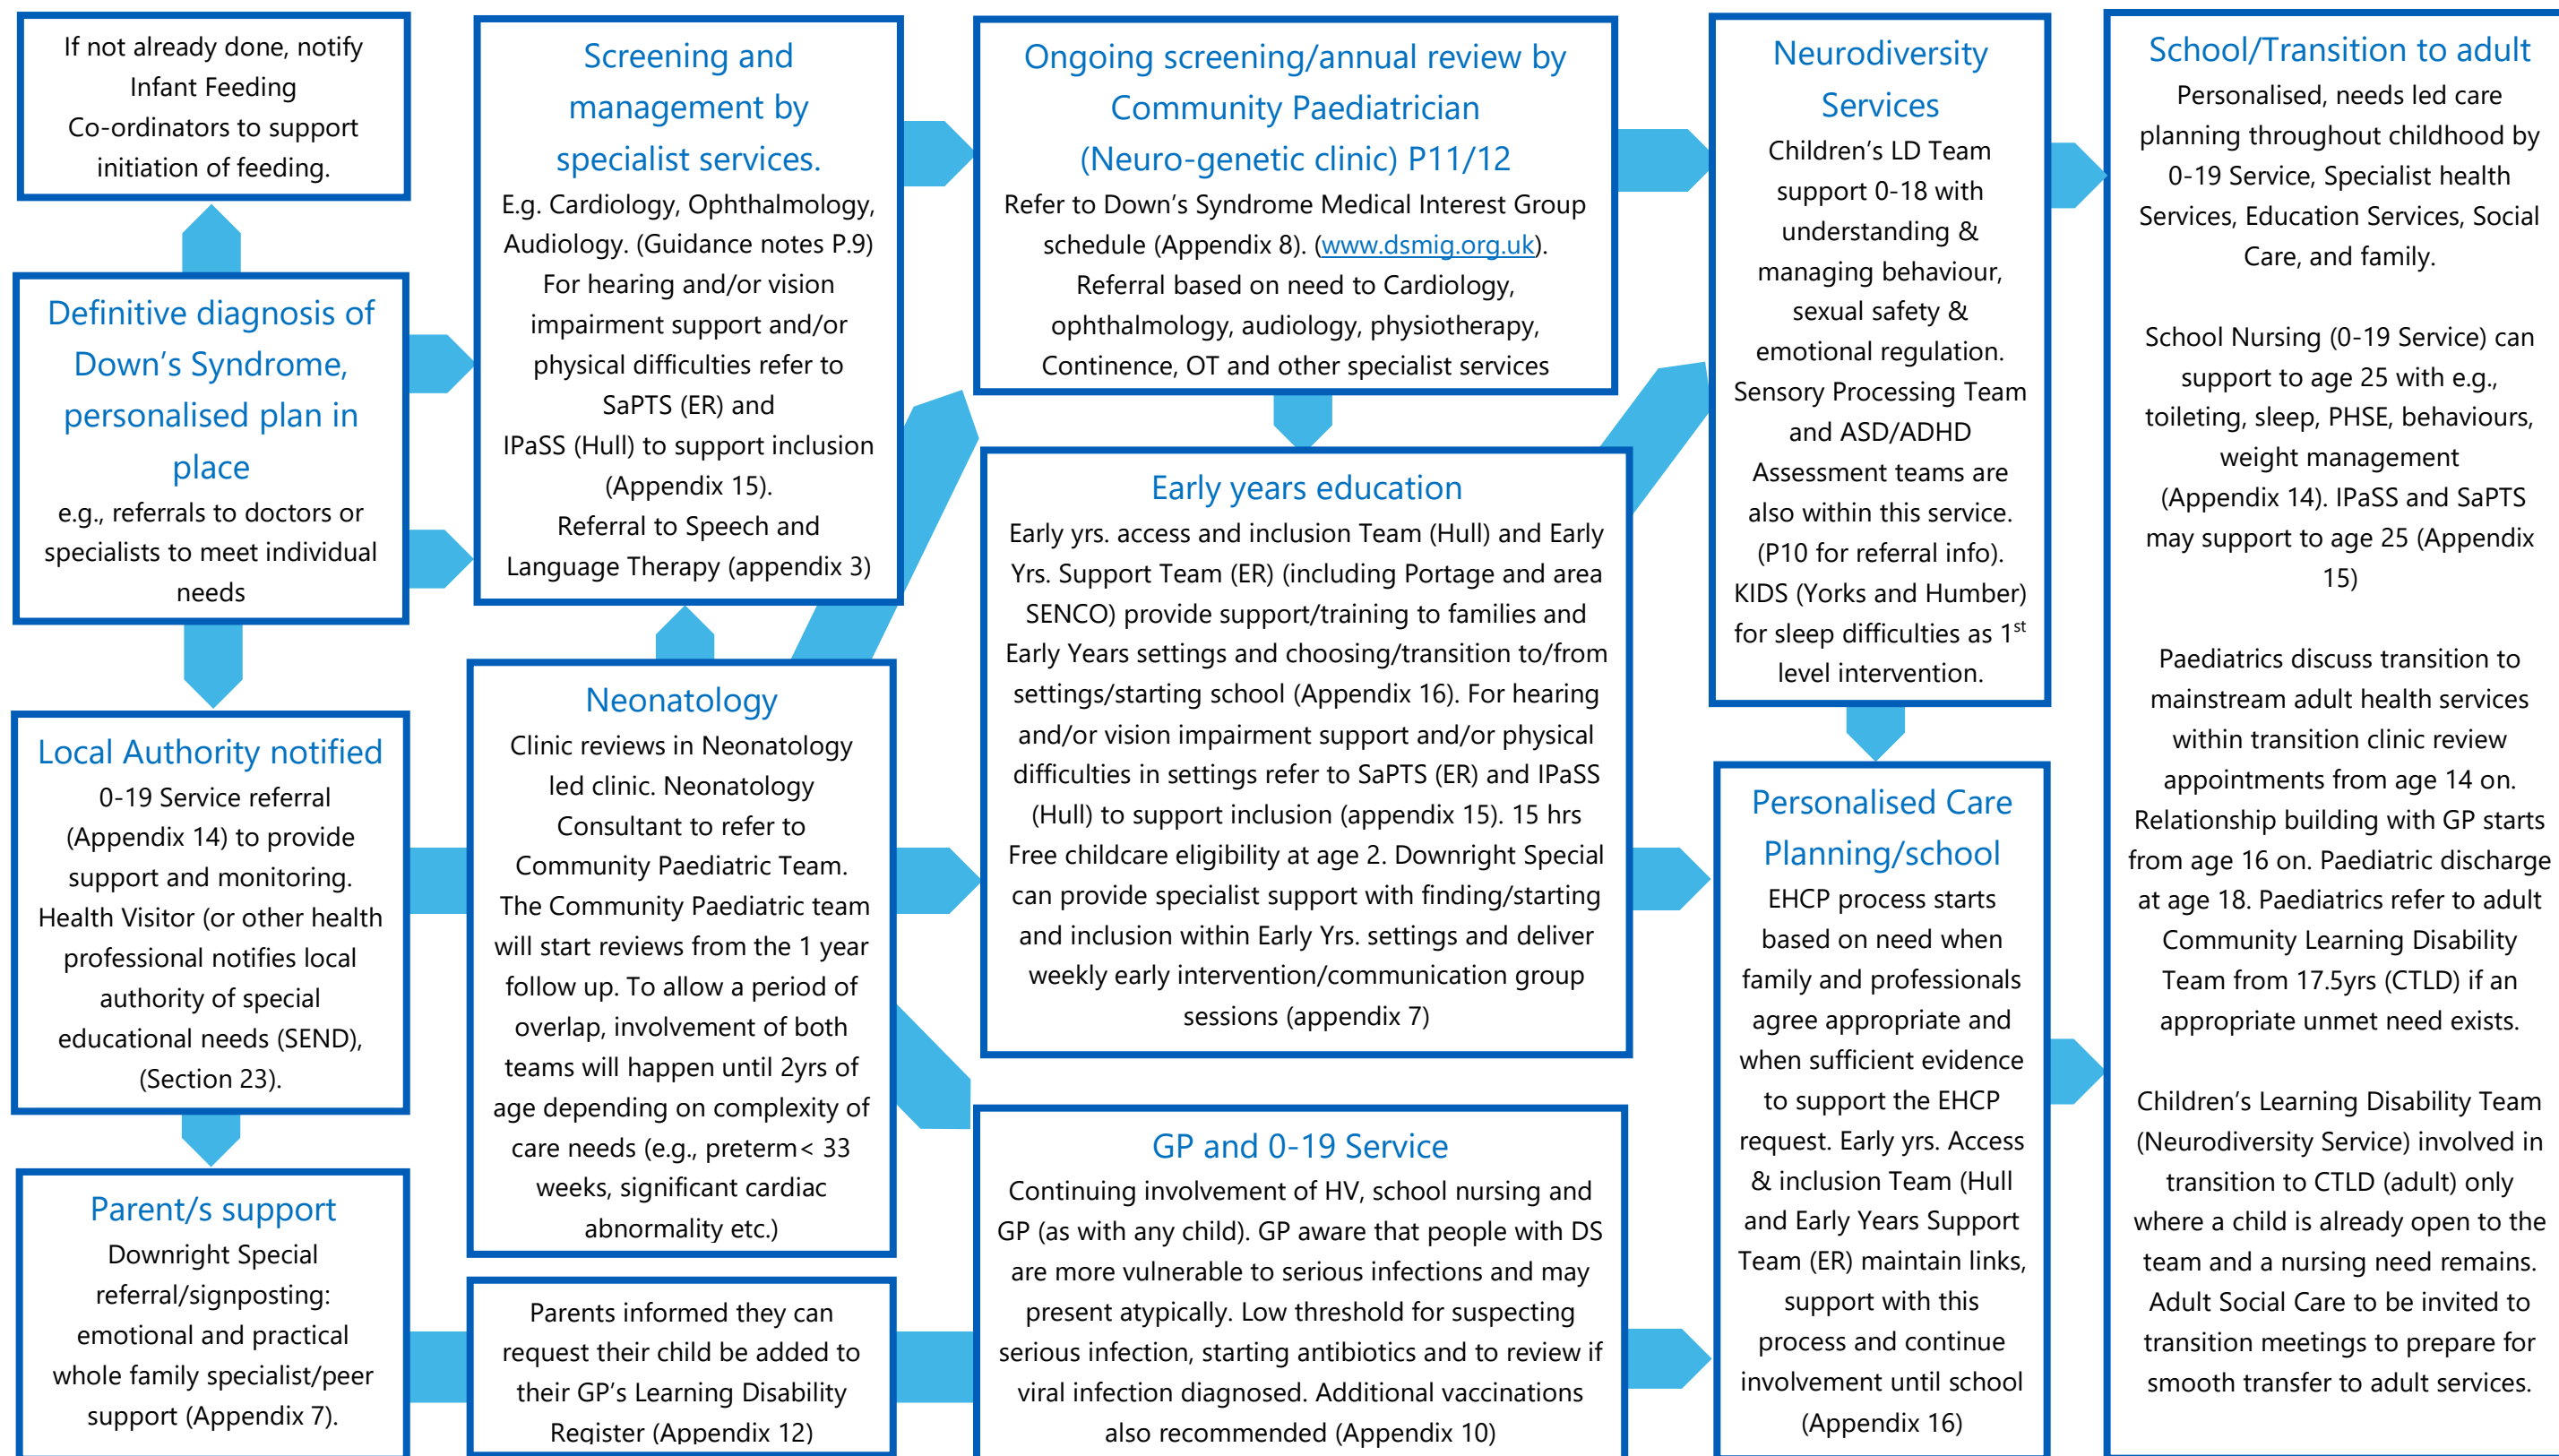 If not already done, notify
Infant Feeding
Co-ordinators to support
initiation of feeding.
Definitive diagnosis of
Down's Syndrome,
personalised plan in
place
e.g., referrals to doctors or
specialists to meet individual
needs
Local Authority notified
0-19 Service referral
(Appendix 14) to provide
support and monitoring.
Health Visitor (or other health
professional notifies local
authority of special
educational needs (SEND),
(Section 23).
Parent/s support
Downright Special
referral/signposting:
emotional and practical
whole family specialist/peer
support (Appendix 7).
Screening and
management by
specialist services.
E.g. Cardiology, Ophthalmology,
Audiology. (Guidance notes P.9)
For hearing and/or vision
impairment support and/or
physical difficulties refer to
SaPTS (ER) and
IPaSS (Hull) to support inclusion
(Appendix 15).
Referral to Speech and
Language Therapy (appendix 3)
Neonatology
Clinic reviews in Neonatology
led clinic. Neonatology
Consultant to refer to
Community Paediatric Team.
The Community Paediatric team
will start reviews from the 1 year
follow up. To allow a period of
overlap, involvement of both
teams will happen until 2yrs of
age depending on complexity of
care needs (e.g., preterm< 33
weeks, significant cardiac
abnormality etc.)
Parents informed they can
request their child be added to
their GP's Learning Disability
Register (Appendix 12)
Ongoing screening/annual review by
Community Paediatrician
(Neuro-genetic clinic) P11/12
Refer to Down's Syndrome Medical Interest Group
schedule (Appendix 8). (www.dsmig.org.uk).
Referral based on need to Cardiology,
ophthalmology, audiology, physiotherapy,
Continence, OT and other specialist services
Early years education
Early yrs. access and inclusion Team (Hull) and Early
Yrs. Support Team (ER) (including Portage and area
SENCO) provide support/training to families and
Early Years settings and choosing/transition to/from
settings/starting school (Appendix 16). For hearing
and/or vision impairment support and/or physical
difficulties in settings refer to SaPTS (ER) and IPaSS
(Hull) to support inclusion (appendix 15). 15 hrs
Free childcare eligibility at age 2. Downright Special
can provide specialist support with finding/starting
and inclusion within Early Yrs. settings and deliver
weekly early intervention/communication group
sessions (appendix 7)
GP and 0-19 Service
Continuing involvement of HV, school nursing and
GP (as with any child). GP aware that people with DS
are more vulnerable to serious infections and may
present atypically. Low threshold for suspecting
serious infection, starting antibiotics and to review if
viral infection diagnosed. Additional vaccinations
also recommended (Appendix 10)
Neurodiversity
Services
Children's LD Team
support 0-18 with
understanding &
managing behaviour,
sexual safety &
emotional regulation.
Sensory Processing Team
and ASD/ADHD
Assessment teams are
also within this service.
(P10 for referral info).
KIDS (Yorks and Humber)
for sleep difficulties as 1st
level intervention.
Personalised Care
Planning/school
EHCP process starts
based on need when
family and professionals
agree appropriate and
when sufficient evidence
to support the EHCP
request. Early yrs. Access
& inclusion Team (Hull
and Early Years Support
Team (ER) maintain links,
support with this
process and continue
involvement until school
(Appendix 16)
School/Transition to adult
Personalised, needs led care
planning throughout childhood by
0-19 Service, Specialist health
Services, Education Services, Social
Care, and family.
School Nursing (0-19 Service) can
support to age 25 with e.g.,
toileting, sleep, PHSE, behaviours,
weight management
(Appendix 14). IPaSS and SaPTS
may support to age 25 (Appendix
15)
Paediatrics discuss transition to
mainstream adult health services
within transition clinic review
appointments from age 14 on.
Relationship building with GP starts
from age 16 on. Paediatric discharge
at age 18. Paediatrics refer to adult
Community Learning Disability
Team from 17.5yrs (CTLD) if an
appropriate unmet need exists.
Children's Learning Disability Team
(Neurodiversity Service) involved in
transition to CTLD (adult) only
where a child is already open to the
team and a nursing need remains.
Adult Social Care to be invited to
transition meetings to prepare for
smooth transfer to adult services.